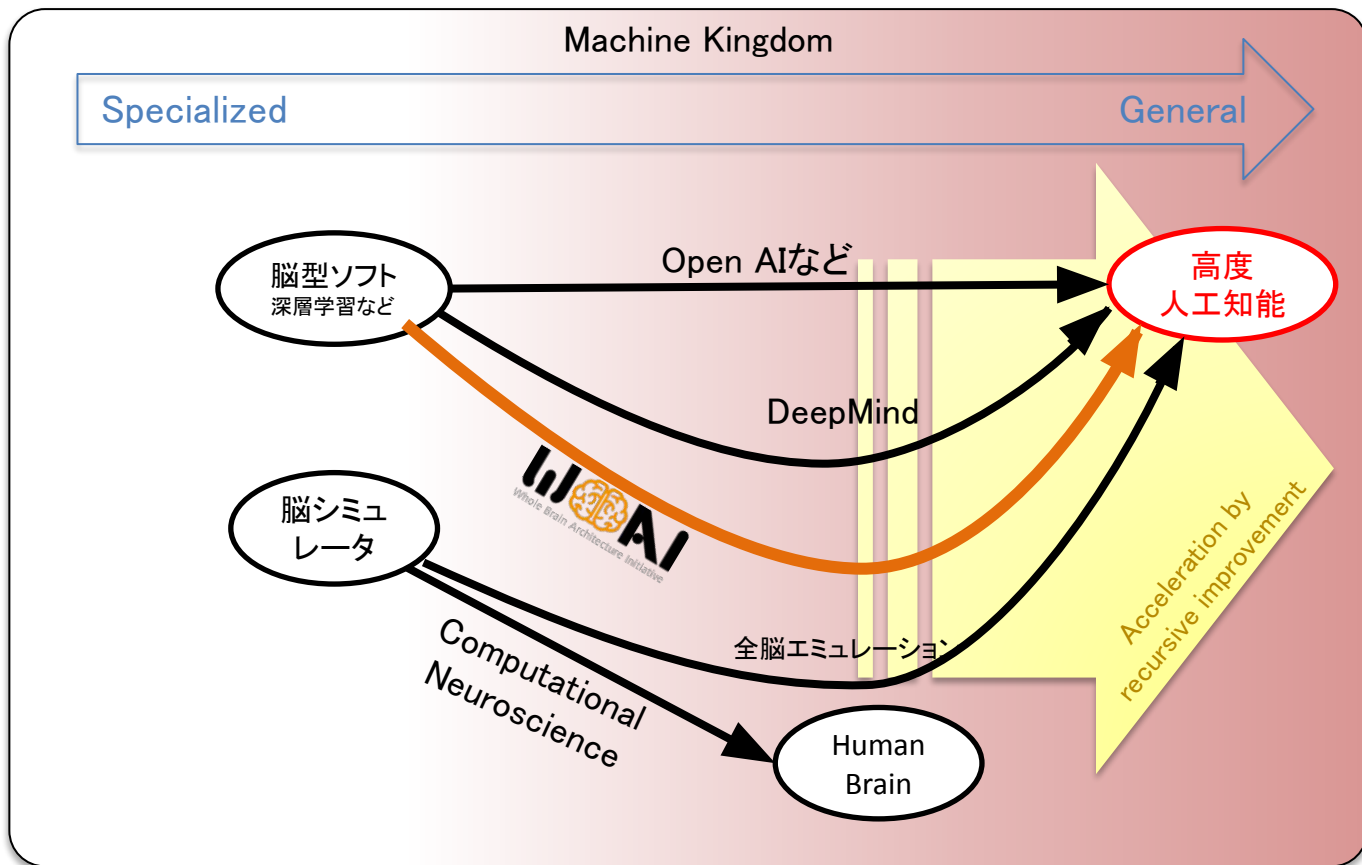 Machine Kingdom
Specialized
General
Open AIなど
脳型ソフト
深層学習など
高度
人工知能
DeepMind
WBAI
Whole Brain Architecture Initiative
脳シミュ
レータ
Computational
Neuroscience
全脳エミュレーション
Acceleration by
recursive improvement
Human
Brain